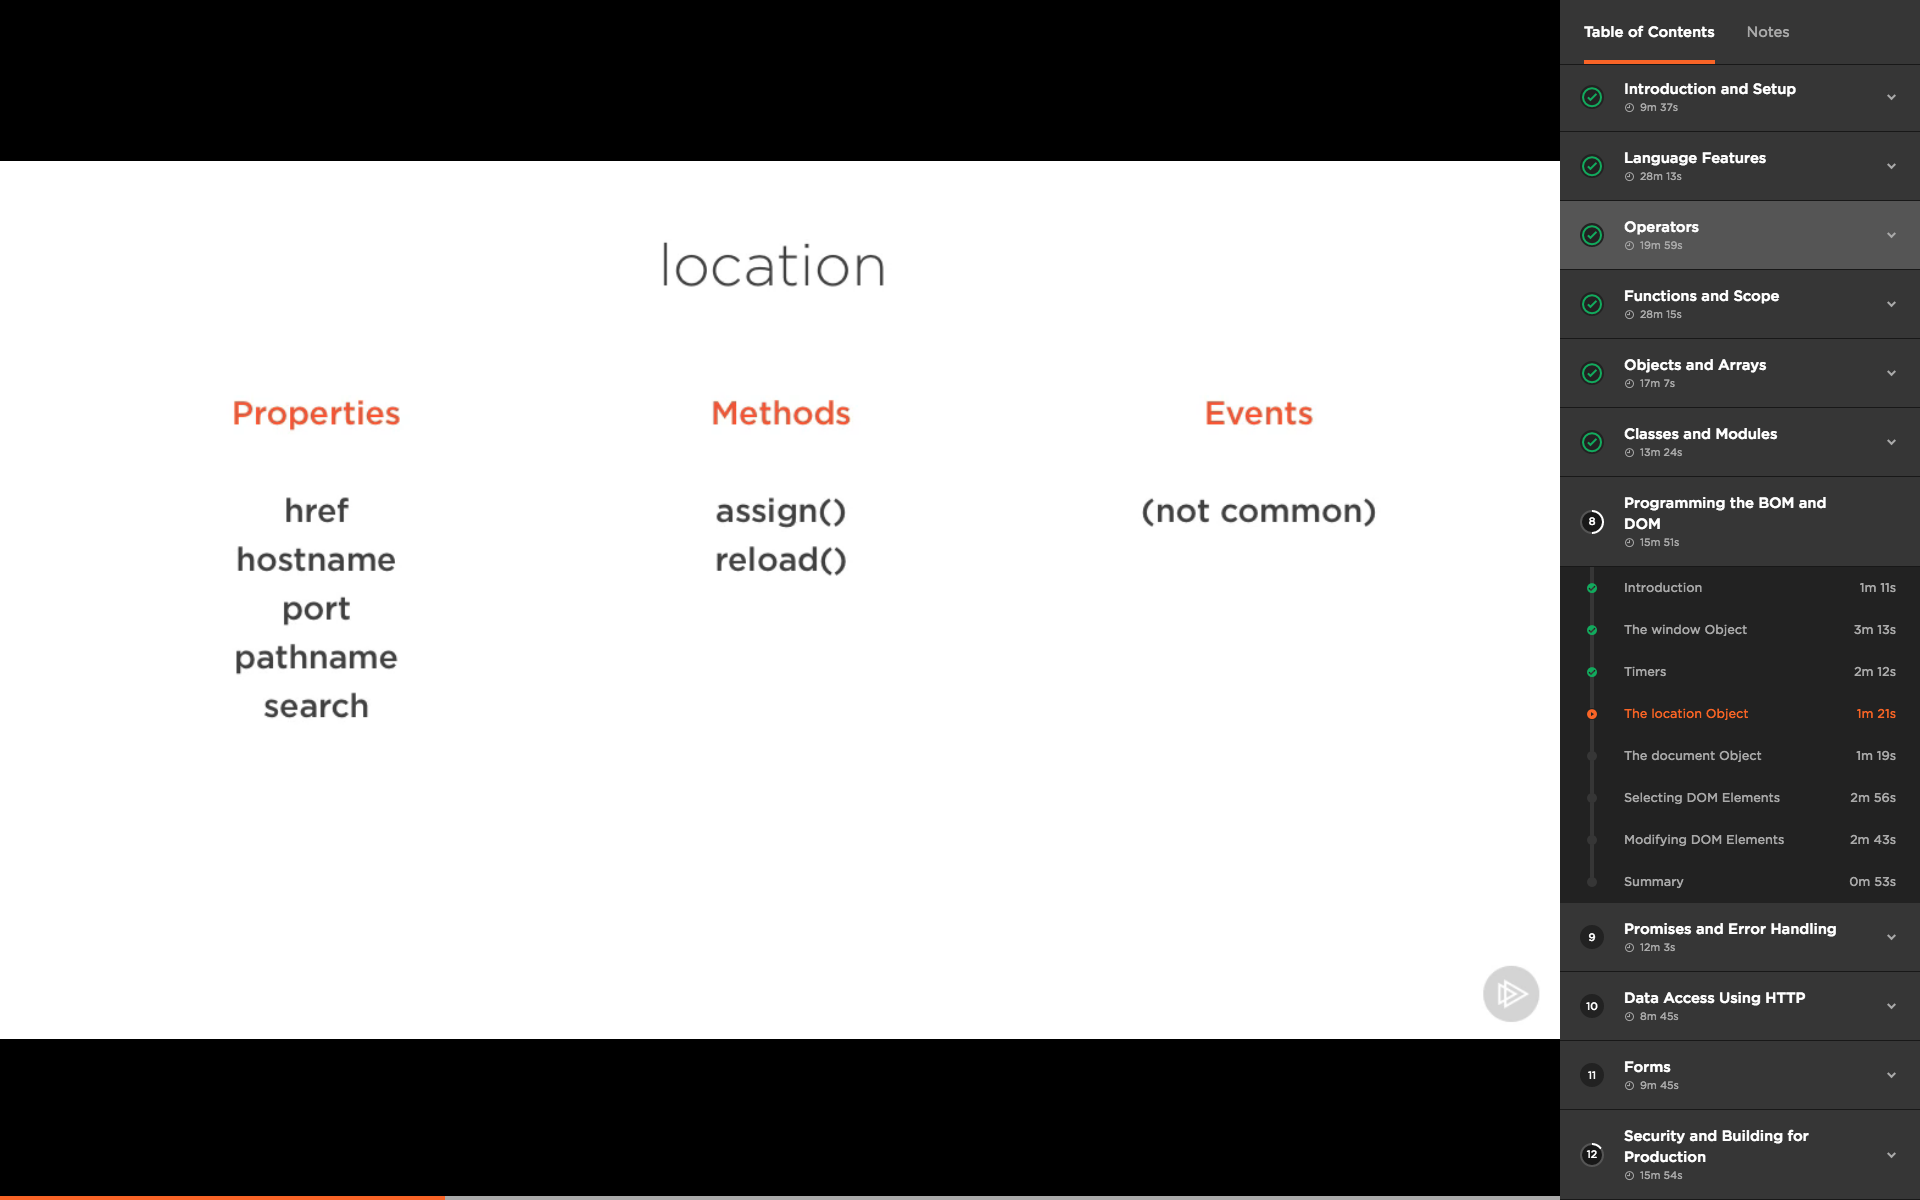 location
Properties
href
hostname
port
pathname
search
Methods
assign()
reload()
Events
(not common)
Table of Contents
Notes
Introduction and Setup
9m 37s
Language Features
28m 13s
Operators
19m 59s
Functions and Scope
28m 15s
Objects and Arrays
17m 7s
Classes and Modules
13m 24s
8
Programming the BOM and
DOM
15m 51s
Introduction 1m 11s
The window Object 3m 13s
Timers 2m 12s
The location Object 1m 21s
The document Object 1m 19s
Selecting DOM Elements 2m 56s
Modifying DOM Elements 2m 43s
Summary 0m 53s
9
Promises and Error Handling
12m 3s
10
Data Access Using HTTP
8m 45s
11
Forms
9m 45s
12
Security and Building for
Production
15m 54s